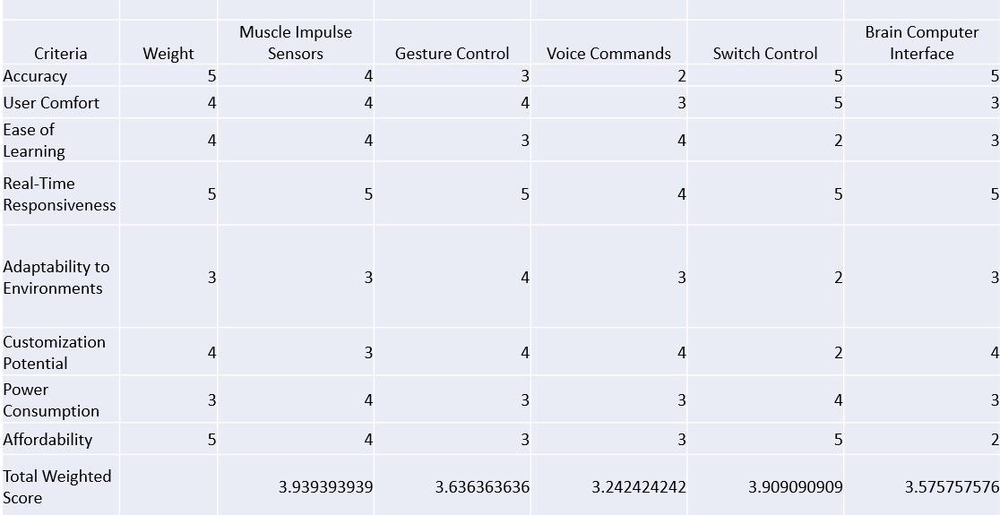 Criteria Weight Muscle Impulse Sensors Gesture Control Voice Commands Switch Control Brain Computer Interface
Accuracy 5 4 3 2 5 5
User Comfort 4 4 4 3 5 3
Ease of Learning 4 4 3 4 2 3
Real-Time Responsiveness 5 5 5 4 5 5
Adaptability to Environments 3 3 4 3 2 3
Customization Potential 4 3 4 4 2 4
Power Consumption 3 4 3 3 4 3
Affordability 5 4 3 3 5 2
Total Weighted Score 3.939393939 3.636363636 3.242424242 3.909090909 3.575757576